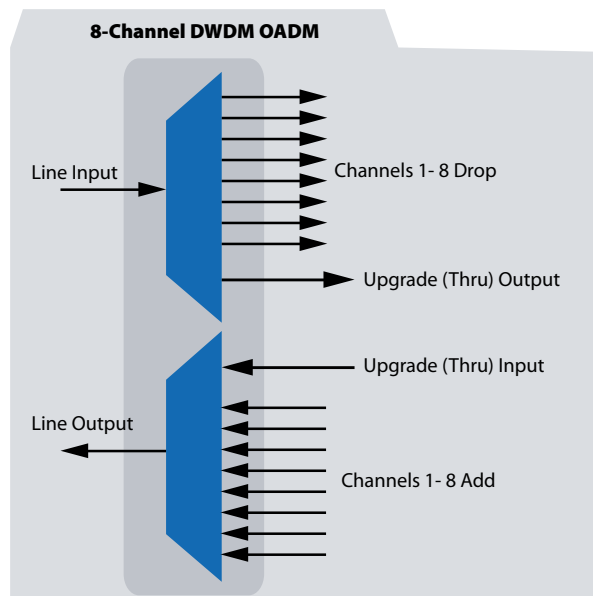 8-Channel DWDM OADM
Line Input
Channels 1- 8 Drop
Upgrade (Thru) Output
Upgrade (Thru) Input
Line Output
Channels 1- 8 Add